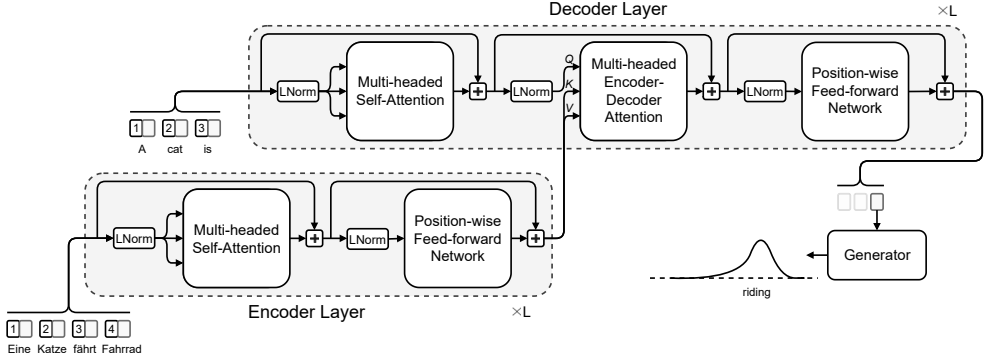 Decoder Layer
×L
LNorm
Multi-headed
Self-Attention
+
LNorm
Q
K
V
Multi-headed
Encoder-
Decoder
Attention
+
LNorm
Position-wise
Feed-forward
Network
+
1 2 3
A cat is
LNorm
Multi-headed
Self-Attention
+
LNorm
Position-wise
Feed-forward
Network
+
Encoder Layer
×L
1 2 3 4
Eine Katze fährt Fahrrad
Generator
riding